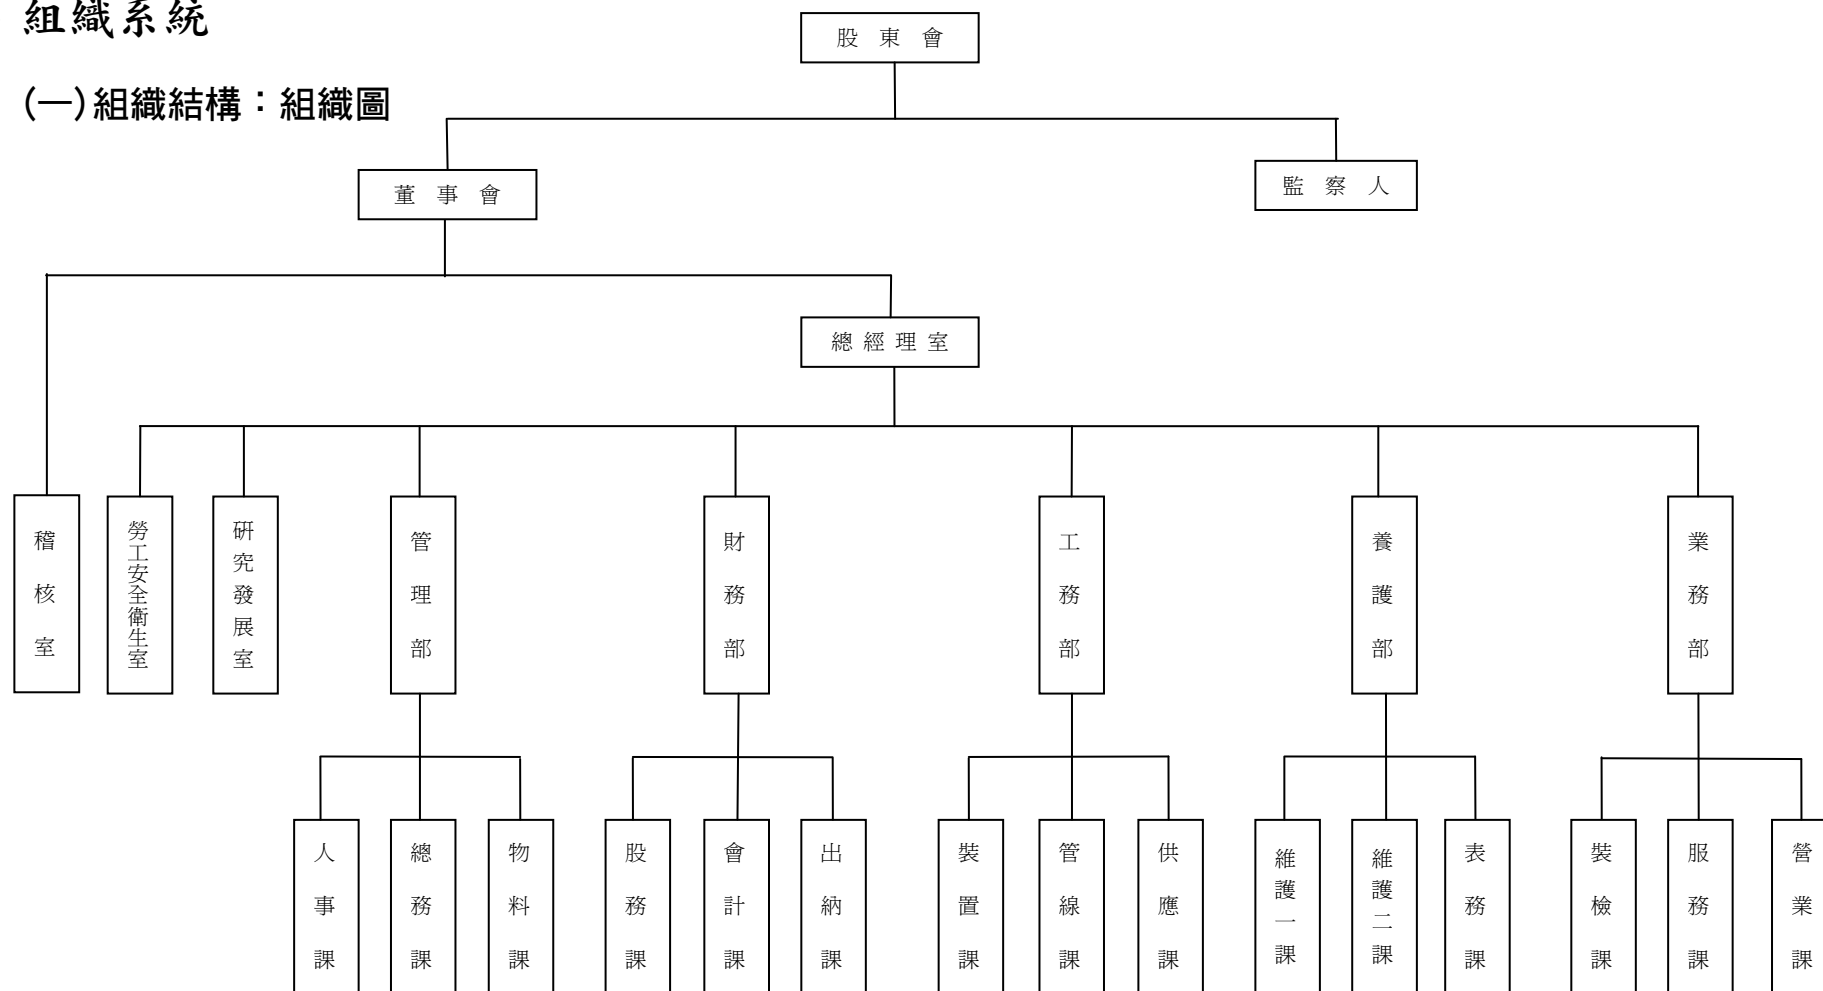 組織系統
(一)組織結構：組織圖
股東會
董事會
監察人
總經理室
稽核室
勞工安全衛生室
研究發展室
管理部
財務部
工務部
養護部
業務部
人事課
總務課
物料課
股務課
會計課
出納課
裝置課
管線課
供應課
維護一課
維護二課
表務課
裝檢課
服務課
營業課